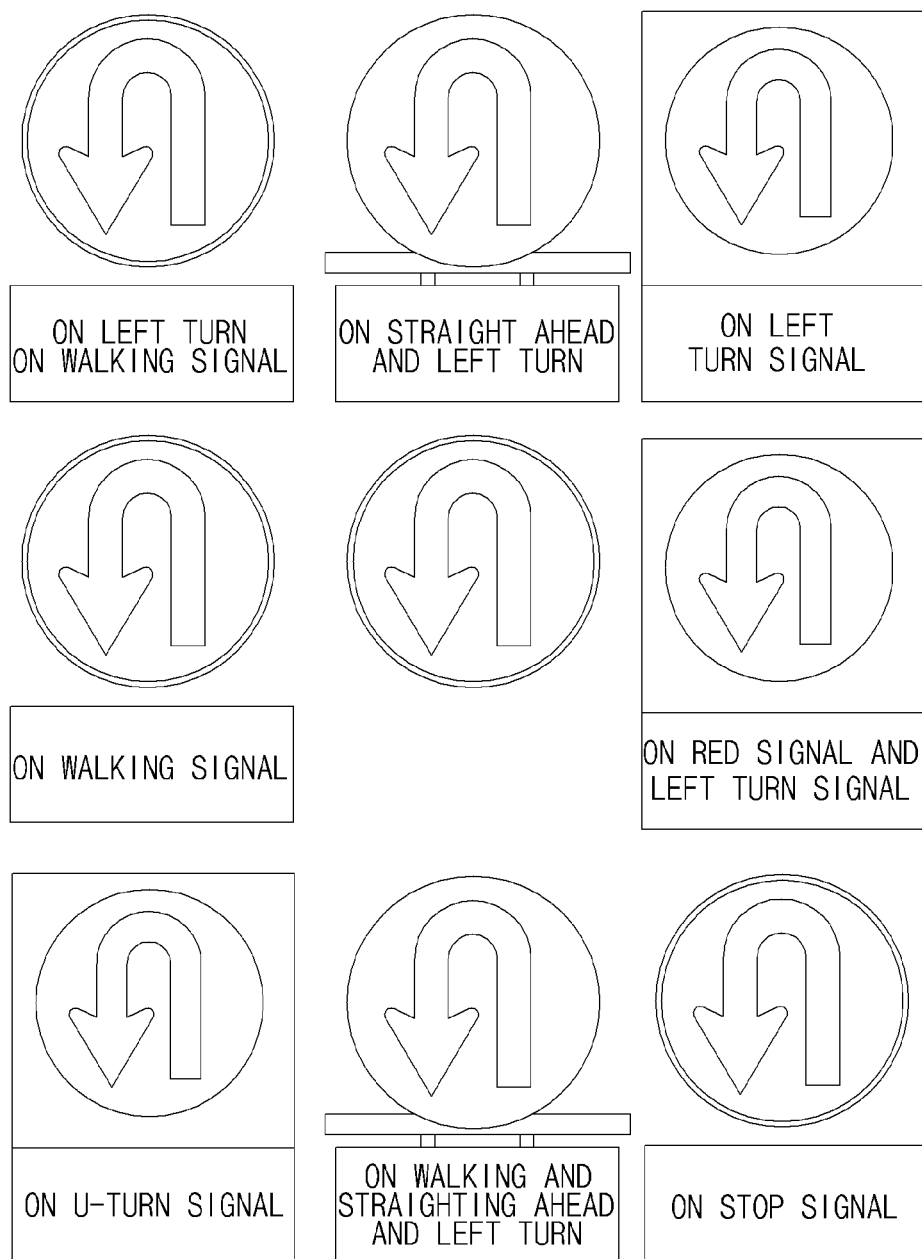 ON LEFT TURN
ON WALKING SIGNAL
ON STRAIGHT AHEAD
AND LEFT TURN
ON LEFT
TURN SIGNAL
ON WALKING SIGNAL
ON RED SIGNAL AND
LEFT TURN SIGNAL
ON U-TURN SIGNAL
ON WALKING AND
STRAIGHTING AHEAD
AND LEFT TURN
ON STOP SIGNAL